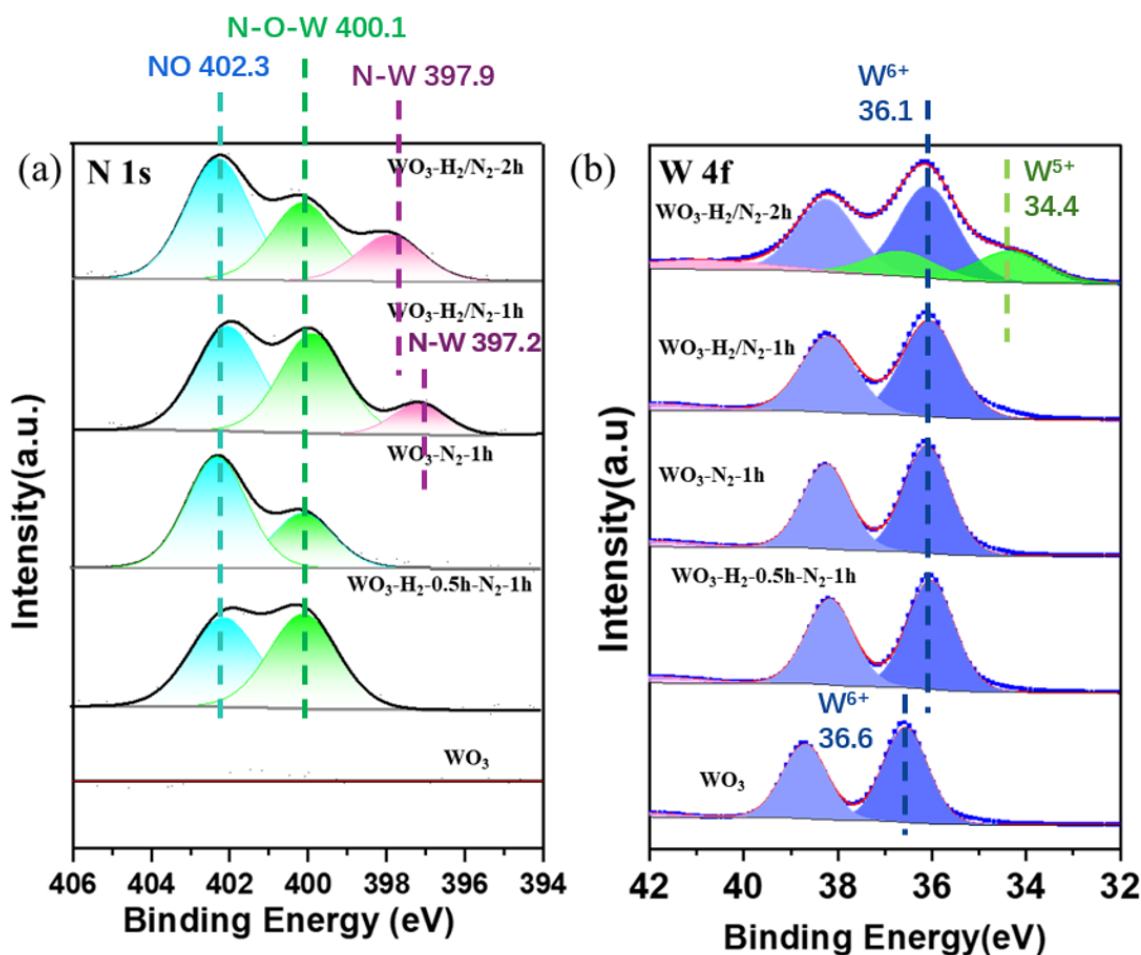 N-O-W 400.1
NO 402.3
N-W 397.9
W⁶⁺
36.1
(a) N 1s
WO₃-H₂/N₂-2h
WO₃-H₂/N₂-1h
N-W 397.2
WO₃-N₂-1h
WO₃-H₂-0.5h-N₂-1h
WO₃
Intensity(a.u.)
406 404 402 400 398 396 394
Binding Energy (eV)
(b) W 4f
W⁵⁺
34.4
WO₃-H₂/N₂-2h
WO₃-H₂/N₂-1h
WO₃-N₂-1h
WO₃-H₂-0.5h-N₂-1h
W⁶⁺
36.6
WO₃
Intensity(a.u)
42 40 38 36 34 32
Binding Energy(eV)